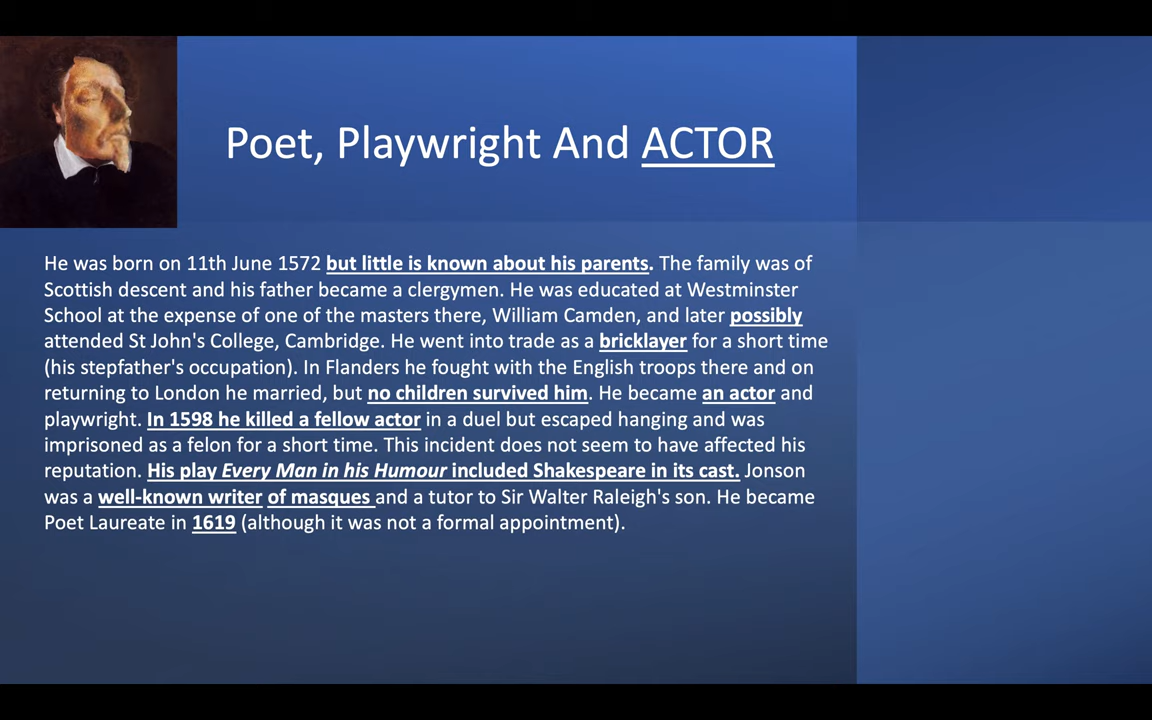 Poet, Playwright And ACTOR
He was born on 11th June 1572 but little is known about his parents. The family was of
Scottish descent and his father became a clergymen. He was educated at Westminster
School at the expense of one of the masters there, William Camden, and later possibly
attended St John's College, Cambridge. He went into trade as a bricklayer for a short time
(his stepfather's occupation). In Flanders he fought with the English troops there and on
returning to London he married, but no children survived him. He became an actor and
playwright. In 1598 he killed a fellow actor in a duel but escaped hanging and was
imprisoned as a felon for a short time. This incident does not seem to have affected his
reputation. His play Every Man in his Humour included Shakespeare in its cast. Jonson
was a well-known writer of masques and a tutor to Sir Walter Raleigh's son. He became
Poet Laureate in 1619 (although it was not a formal appointment).